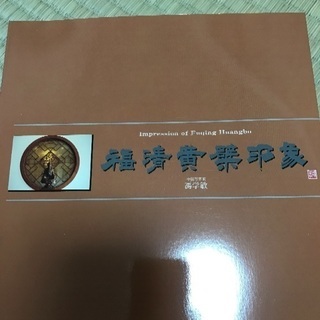 Impression of Fuqing Huangbo
福清黄檗印象